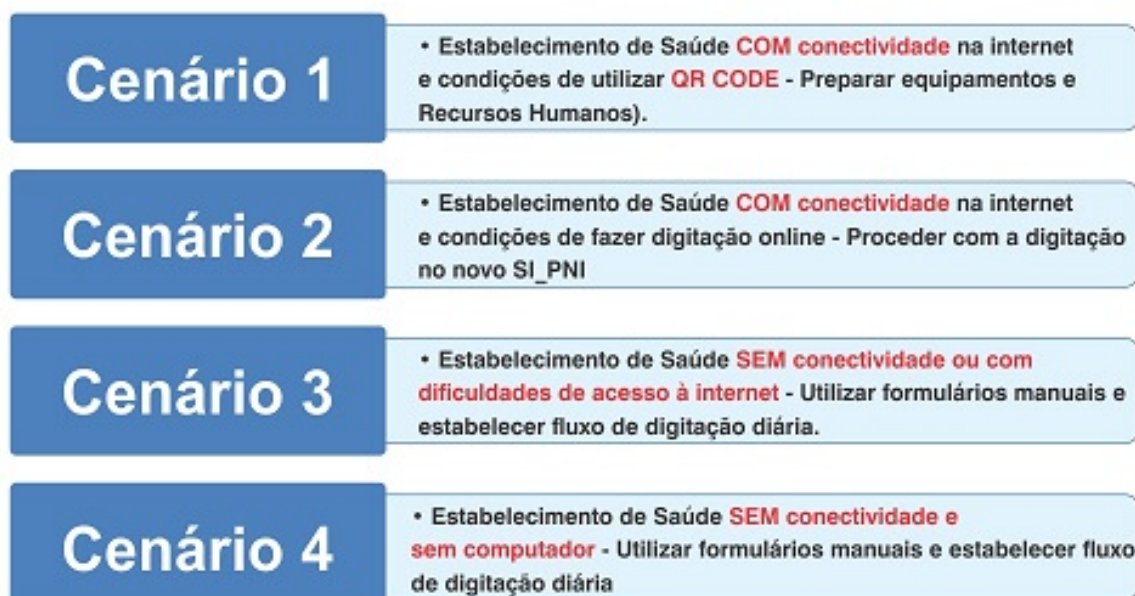 Cenário 1
• Estabelecimento de Saúde COM conectividade na internet
e condições de utilizar QR CODE - Preparar equipamentos e
Recursos Humanos).
Cenário 2
• Estabelecimento de Saúde COM conectividade na internet
e condições de fazer digitação online - Proceder com a digitação
no novo SI_PNI
Cenário 3
• Estabelecimento de Saúde SEM conectividade ou com
dificuldades de acesso à internet - Utilizar formulários manuais e
estabelecer fluxo de digitação diária.
Cenário 4
• Estabelecimento de Saúde SEM conectividade e
sem computador - Utilizar formulários manuais e estabelecer fluxo
de digitação diária